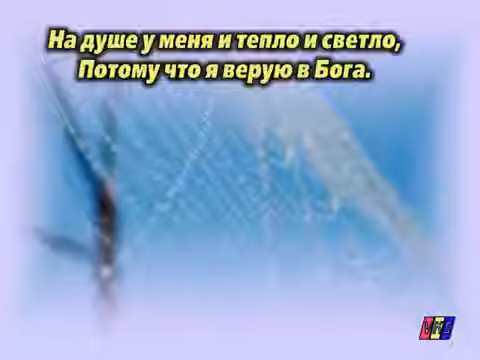 На душе у меня и тепло и светло,
Потому что я верую в Бога.